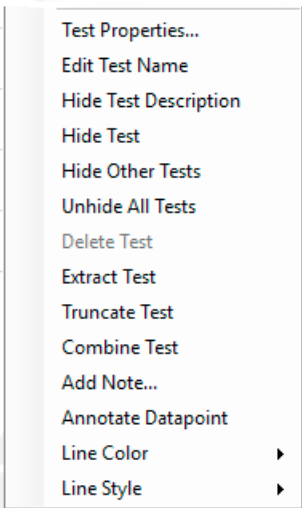 Test Properties...
Edit Test Name
Hide Test Description
Hide Test
Hide Other Tests
Unhide All Tests
Delete Test
Extract Test
Truncate Test
Combine Test
Add Note...
Annotate Datapoint
Line Color
Line Style